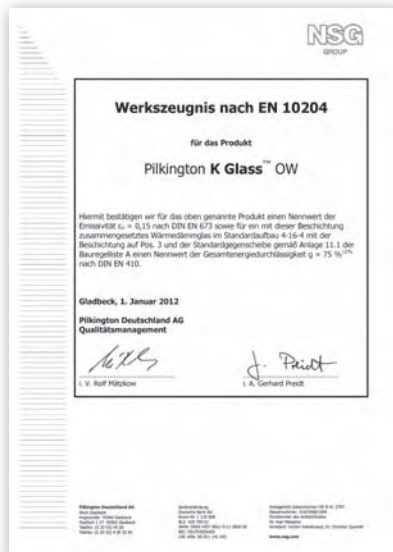 NSG
GROUP
Werkszeugnis nach EN 10204
für das Produkt
Pilkington K Glass™ OW
Hiermit bestätigen wir für das oben genannte Produkt einen Nennwert der
Emissivität εₙ = 0,15 nach DIN EN 673 sowie für ein mit dieser Beschichtung
zusammengesetztes Wärmedämmglas im Standardaufbau 4-16-4 mit der
Beschichtung auf Pos. 3 und der Standardgegenscheibe gemäß Anlage 11.1 der
Bauregelliste A einen Nennwert der Gesamtenergiedurchlässigkeit g = 75 %
nach DIN EN 410.
Gladbeck, 1. Januar 2012
Pilkington Deutschland AG
Qualitätsmanagement
J. Preidt
i. V. Rolf Mätzkow
i. A. Gerhard Preidt
Pilkington Deutschland AG